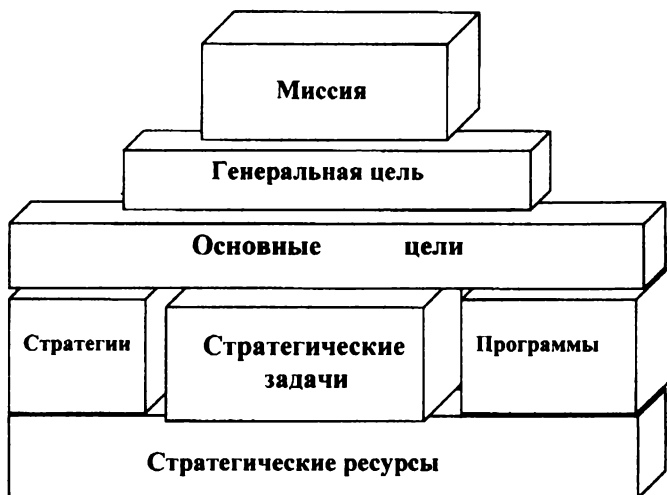 Миссия
Генеральная цель
Основные цели
Стратегии
Стратегические
задачи
Программы
Стратегические ресурсы